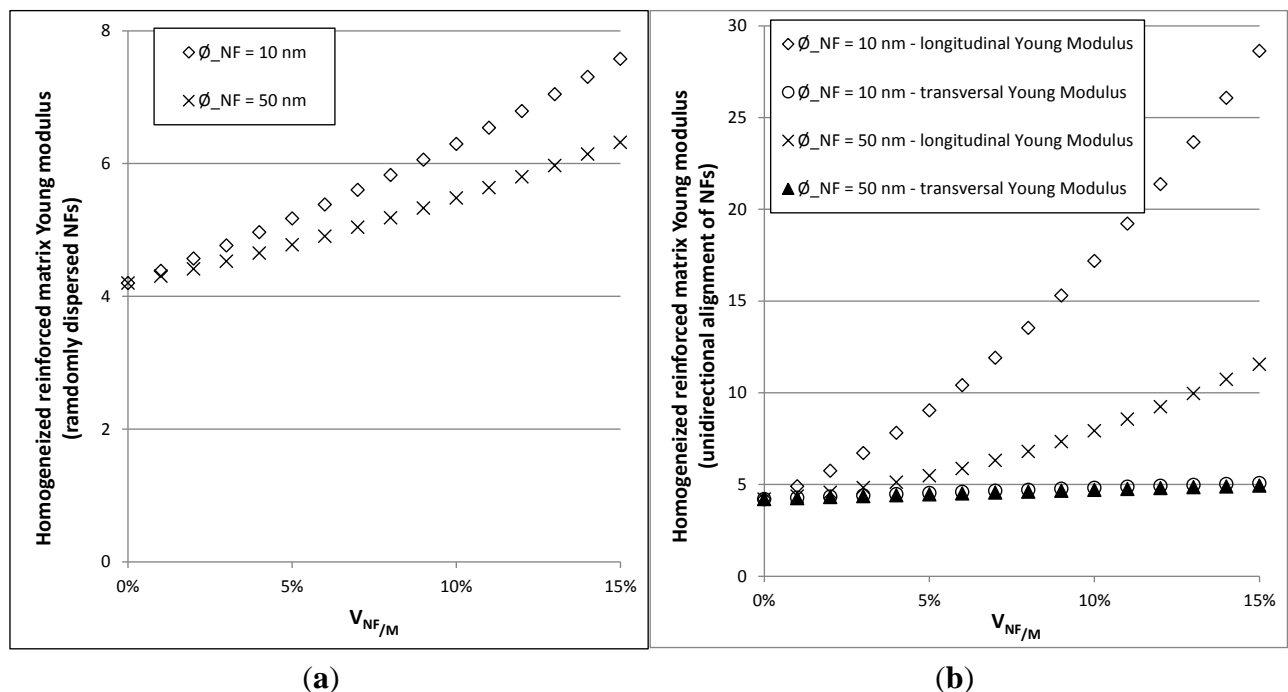 Homogeneized reinforced matrix Young modulus
(ramdomly dispersed NFs)
8
6
4
2
0
Ø_NF = 10 nm
Ø_NF = 50 nm
0%
5%
10%
15%
V_NF/M
(a)
Homogeneized reinforced matrix Young modulus
(unidirectional alignment of NFs)
30
25
20
15
10
5
0
Ø_NF = 10 nm - longitudinal Young Modulus
Ø_NF = 10 nm - transversal Young Modulus
Ø_NF = 50 nm - longitudinal Young Modulus
Ø_NF = 50 nm - transversal Young Modulus
0%
5%
10%
15%
V_NF/M
(b)